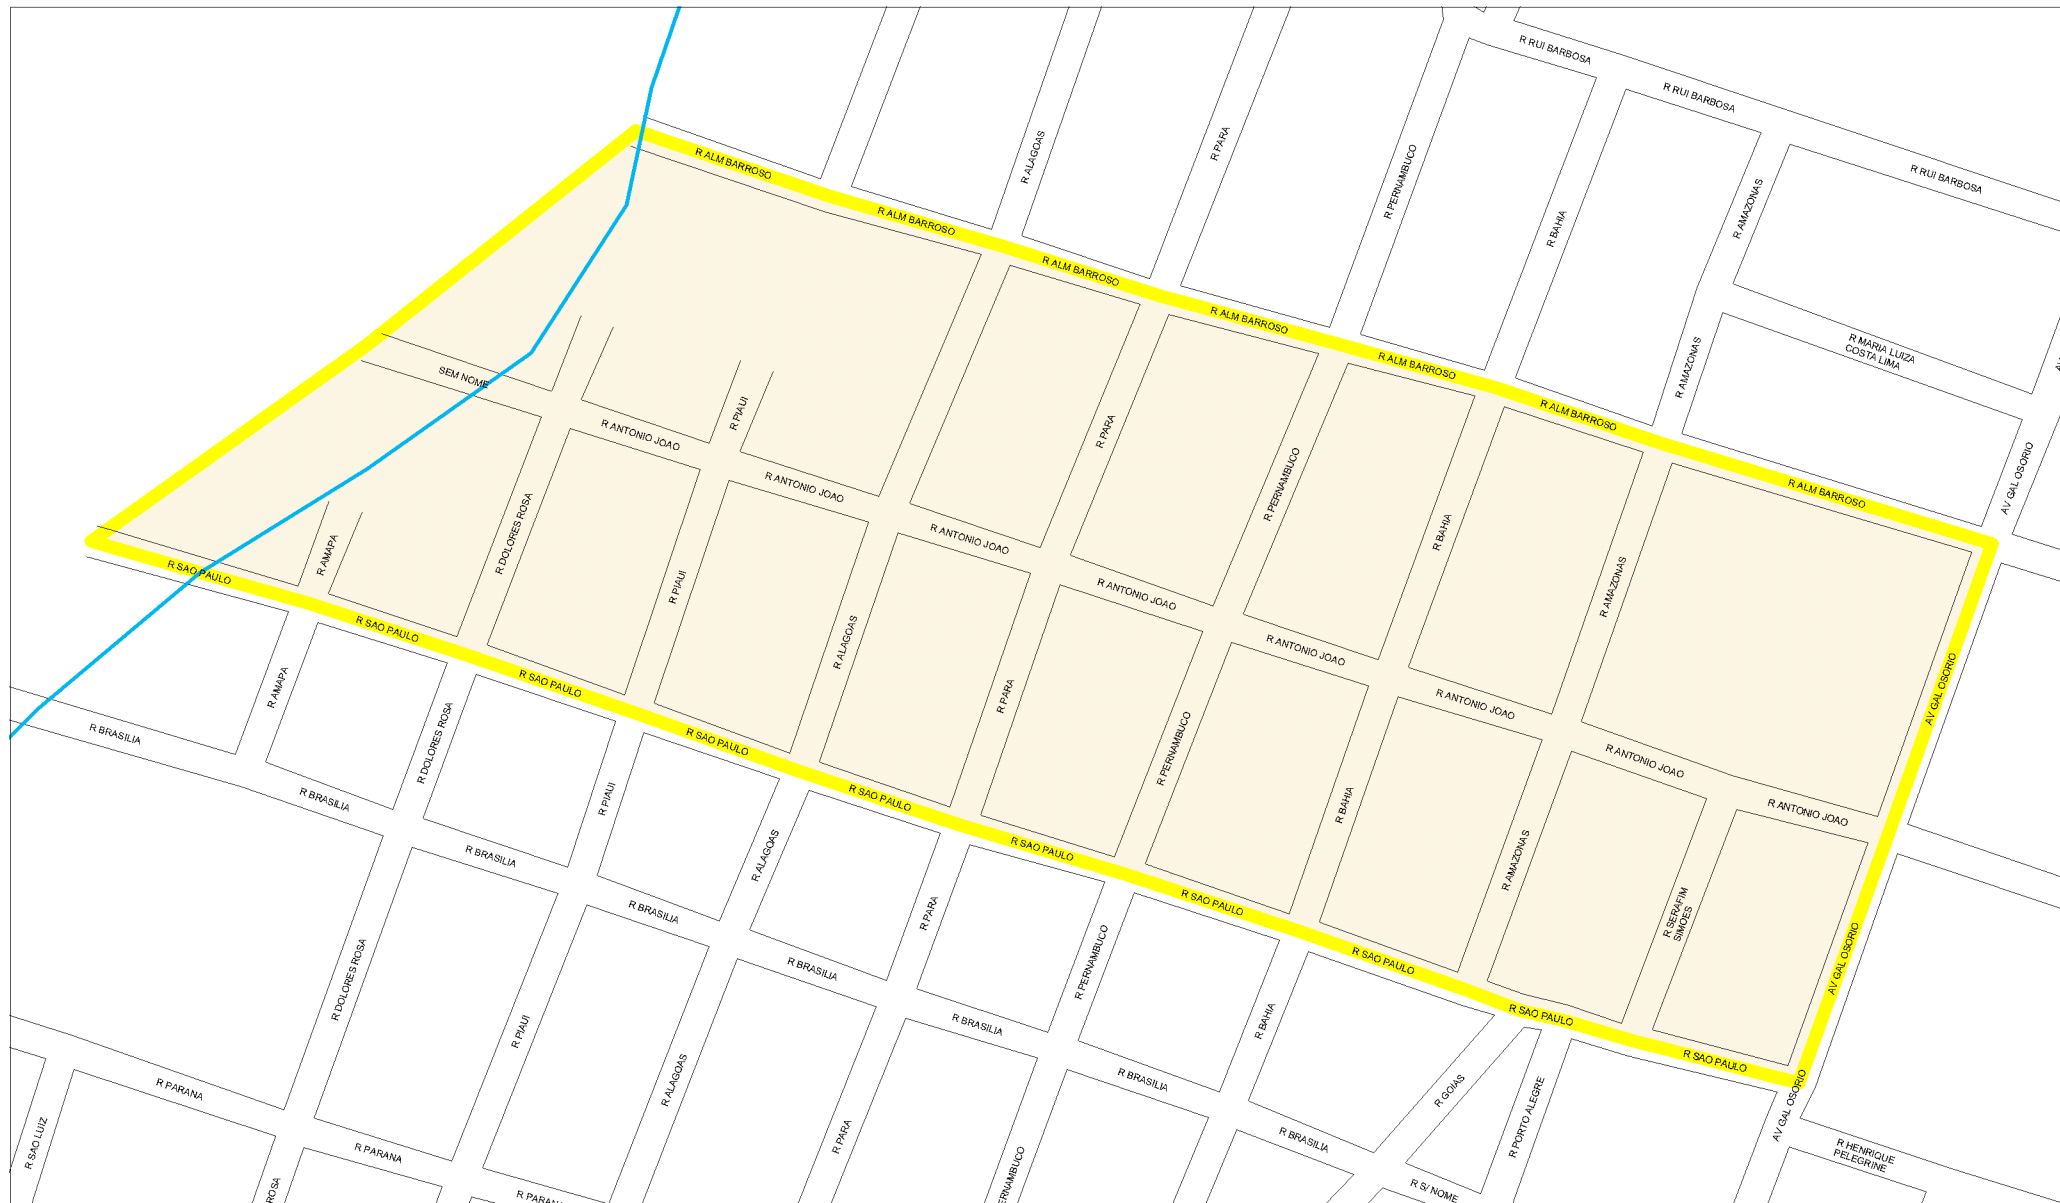 R RUI BARBOSA
R RUI BARBOSA
R RUI BARBOSA
R ALM BARROSO
R ALAGOAS
R PARA
R PERNAMBUCO
R BAHIA
R AMAZONAS
R ALM BARROSO
R ALM BARROSO
R ALM BARROSO
R ALM BARROSO
R AMAZONAS
R MARIA LUIZA
COSTA LIMA
R ALM BARROSO
R ALM BARROSO
AV GAL OSORIO
SEM NOME
R PIAUI
R ANTONIO JOAO
R ANTONIO JOAO
R PARA
R PERNAMBUCO
R BAHIA
R AMAZONAS
R ANTONIO JOAO
R ANTONIO JOAO
R ANTONIO JOAO
R ANTONIO JOAO
R ANTONIO JOAO
R ANTONIO JOAO
R AMAPA
R DOLORES ROSA
R PIAUI
R ALAGOAS
R PARA
R PERNAMBUCO
R BAHIA
R AMAZONAS
R SERAFIM
SIMOES
AV GAL OSORIO
AV GAL OSORIO
R SAO PAULO
R SAO PAULO
R SAO PAULO
R SAO PAULO
R SAO PAULO
R SAO PAULO
R SAO PAULO
R SAO PAULO
R SAO PAULO
R SAO PAULO
R AMAPA
R DOLORES ROSA
R PIAUI
R ALAGOAS
R PARA
R PERNAMBUCO
R BAHIA
R GOIAS
R PORTO ALEGRE
AV GAL OSORIO
R BRASILIA
R BRASILIA
R BRASILIA
R BRASILIA
R BRASILIA
R BRASILIA
R BRASILIA
R BRASILIA
R DOLORES ROSA
R PIAUI
R ALAGOAS
R PARA
R HENRIQUE
PELEGRINE
R S/ NOME
R PARANA
R PARANA
R SAO LUIZ